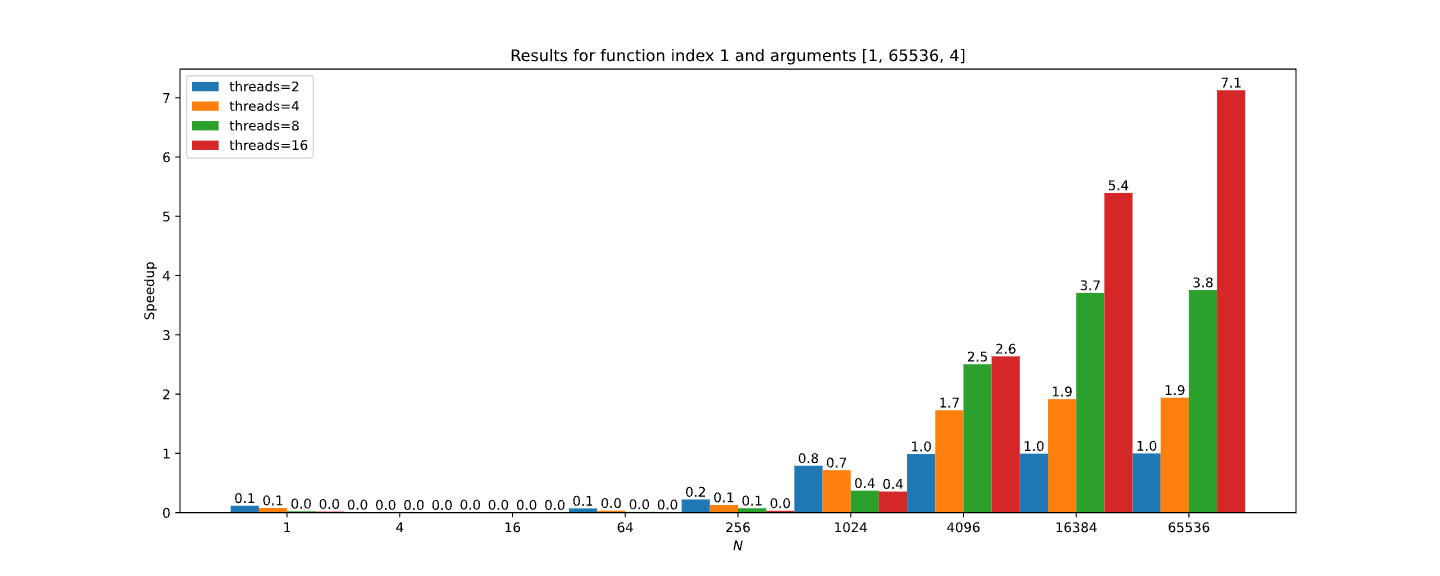 Results for function index 1 and arguments [1, 65536, 4]
threads=2
threads=4
threads=8
threads=16
Speedup
7
6
5
4
3
2
1
0
0.1 0.1 0.0 0.0 0.0 0.0 0.0 0.0 0.0 0.0 0.0 0.0 0.1 0.0 0.0 0.0 0.2 0.1 0.1 0.0 0.8 0.7 0.4 0.4 1.0 1.7 2.5 2.6 1.0 1.9 3.7 5.4 1.0 1.9 3.8 7.1
1 4 16 64 256 1024 4096 16384 65536
N